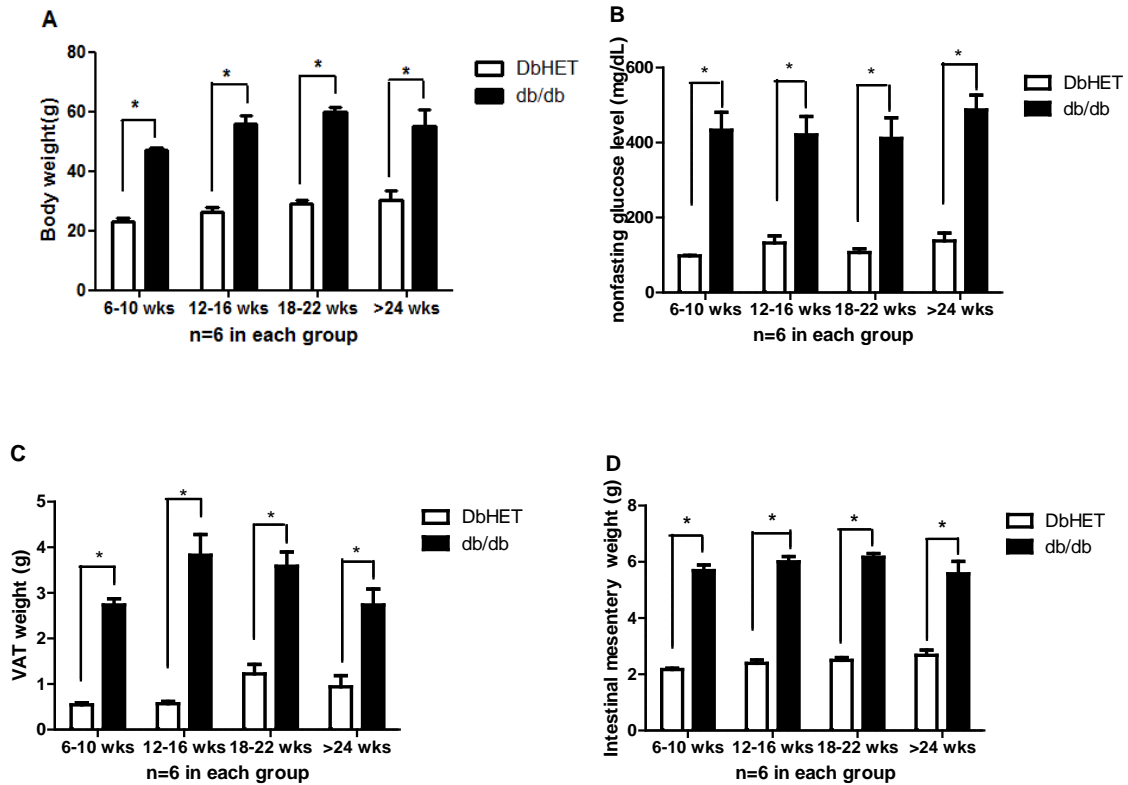 A
Body weight(g)
80
60
40
20
0
*
*
*
*
DbHET
db/db
6-10 wks 12-16 wks 18-22 wks >24 wks
n=6 in each group
B
nonfasting glucose level (mg/dL)
600
400
200
0
*
*
*
*
DbHET
db/db
6-10 wks 12-16 wks 18-22 wks >24 wks
n=6 in each group
C
VAT weight (g)
5
4
3
2
1
0
*
*
*
*
DbHET
db/db
6-10 wks 12-16 wks 18-22 wks >24 wks
n=6 in each group
D
Intestinal mesentery weight (g)
8
6
4
2
0
*
*
*
*
DbHET
db/db
6-10 wks 12-16 wks 18-22 wks >24 wks
n=6 in each group